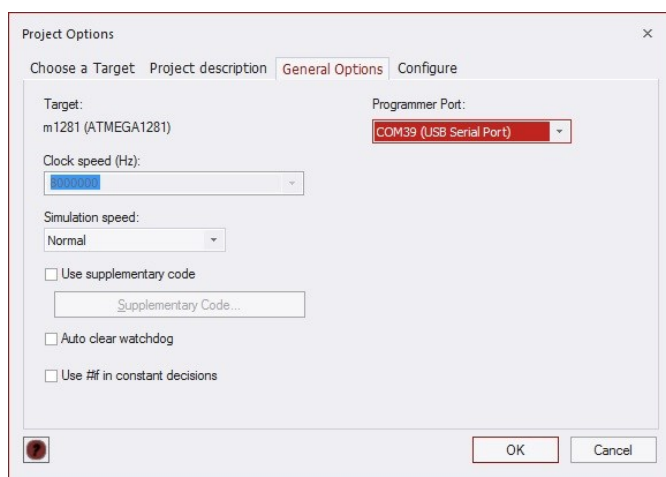 Project Options
Choose a Target Project description General Options Configure
Target:
m1281 (ATMEGA1281)
Programmer Port:
COM39 (USB Serial Port)
Clock speed (Hz):
8000000
Simulation speed:
Normal
Use supplementary code
Supplementary Code...
Auto clear watchdog
Use #if in constant decisions
?
OK Cancel